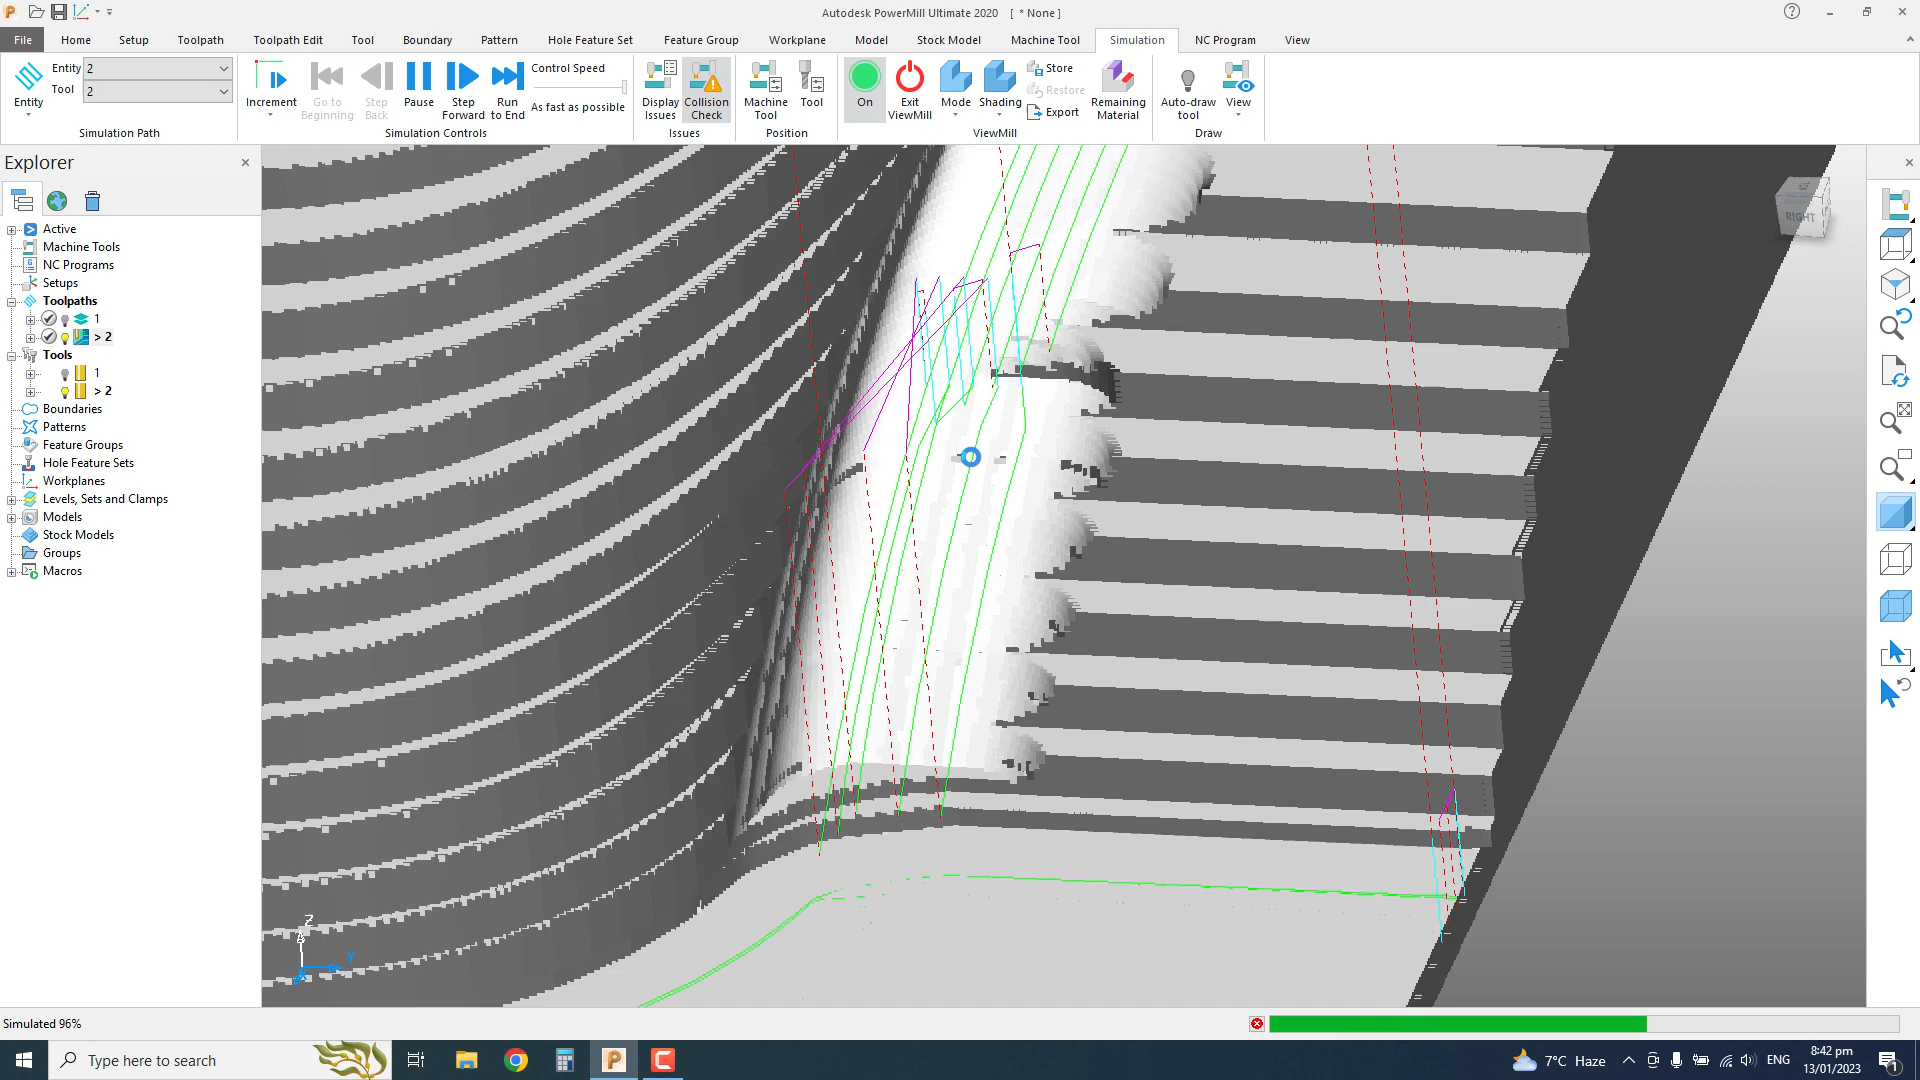 Autodesk PowerMill Ultimate 2020 [ * None ]
File Home Setup Toolpath Toolpath Edit Tool Boundary Pattern Hole Feature Set Feature Group Workplane Model Stock Model Machine Tool Simulation NC Program View
Entity
Entity 2
Tool 2
Simulation Path
Increment
Go to Beginning
Step Back
Pause
Step Forward
Run to End
Control Speed
As fast as possible
Simulation Controls
Display Issues
Collision Check
Issues
Machine Tool
Tool
Position
On
Exit ViewMill
Mode
Shading
Store
Restore
Export
Remaining Material
ViewMill
Auto-draw tool
View
Draw
Explorer
Active
Machine Tools
NC Programs
Setups
Toolpaths
1
> 2
Tools
1
> 2
Boundaries
Patterns
Feature Groups
Hole Feature Sets
Workplanes
Levels, Sets and Clamps
Models
Stock Models
Groups
Macros
RIGHT
Z
Y
X
Simulated 96%
Type here to search
7°C Haze
ENG
8:42 pm
13/01/2023
1